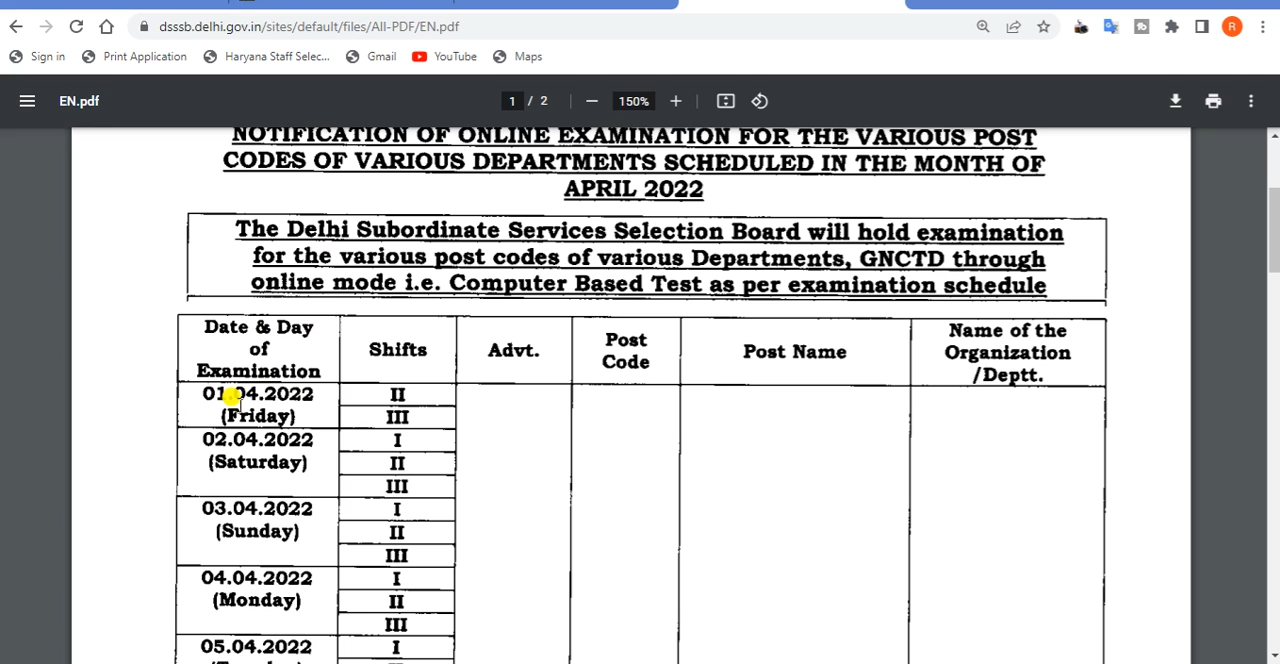 dsssb.delhi.gov.in/sites/default/files/All-PDF/EN.pdf
R
Sign in
Print Application
Haryana Staff Selec...
Gmail
YouTube
Maps
EN.pdf
1 / 2
150%
NOTIFICATION OF ONLINE EXAMINATION FOR THE VARIOUS POST
CODES OF VARIOUS DEPARTMENTS SCHEDULED IN THE MONTH OF
APRIL 2022
The Delhi Subordinate Services Selection Board will hold examination
for the various post codes of various Departments, GNCTD through
online mode i.e. Computer Based Test as per examination schedule
Date & Day
of
Examination
Shifts
Advt.
Post
Code
Post Name
Name of the
Organization
/Deptt.
01.04.2022
(Friday)
II
III
02.04.2022
(Saturday)
I
II
III
03.04.2022
(Sunday)
I
II
III
04.04.2022
(Monday)
I
II
III
05.04.2022
I